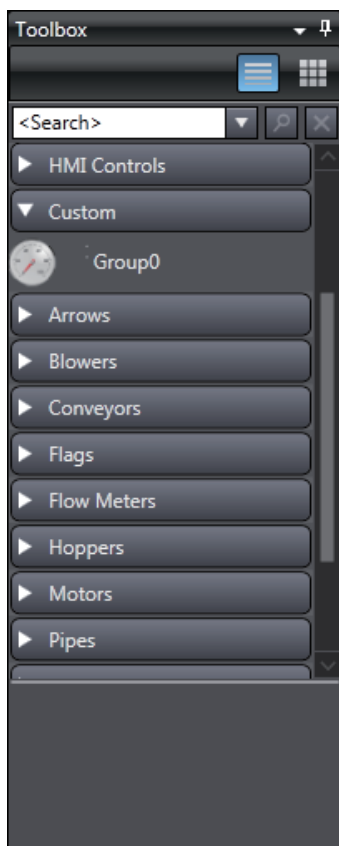 Toolbox
<Search>
HMI Controls
Custom
Group0
Arrows
Blowers
Conveyors
Flags
Flow Meters
Hoppers
Motors
Pipes